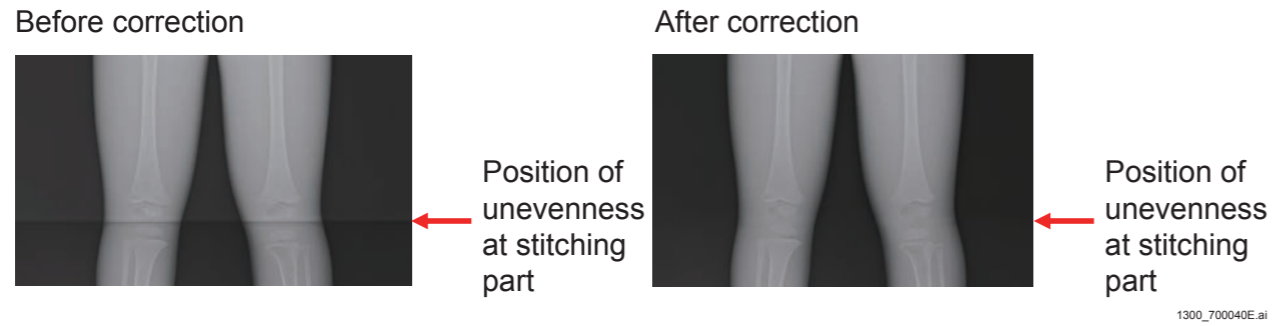 Before correction
After correction
Position of
unevenness
at stitching
part
Position of
unevenness
at stitching
part
1300_700040E.ai